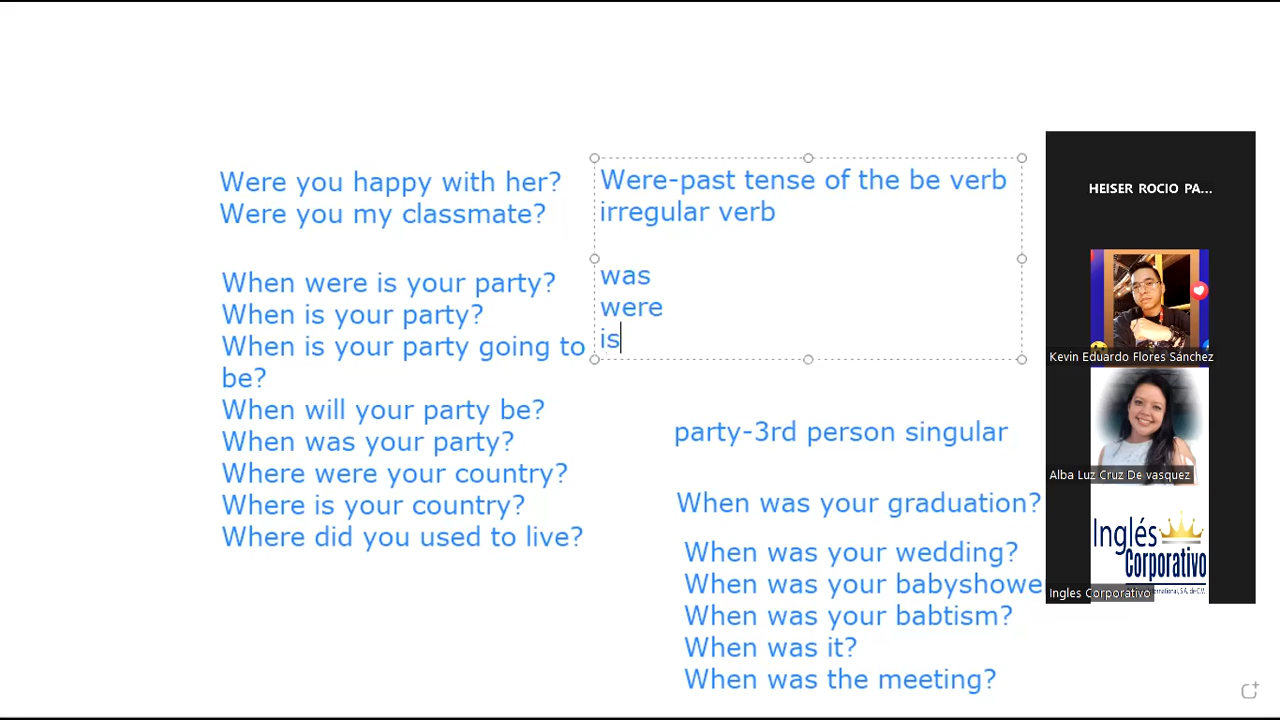 Were you happy with her?
Were you my classmate?
When were is your party?
When is your party?
When is your party going to
be?
When will your party be?
When was your party?
Where were your country?
Where is your country?
Where did you used to live?
Were-past tense of the be verb
irregular verb
was
were
is
party-3rd person singular
When was your graduation?
When was your wedding?
When was your babyshowe
When was your babtism?
When was it?
When was the meeting?
HEISER ROCIO PA...
Kevin Eduardo Flores Sánchez
Alba Luz Cruz De vasquez
Inglés
Corporativo
ternational, S.A. de C.V.
Ingles Corporativo